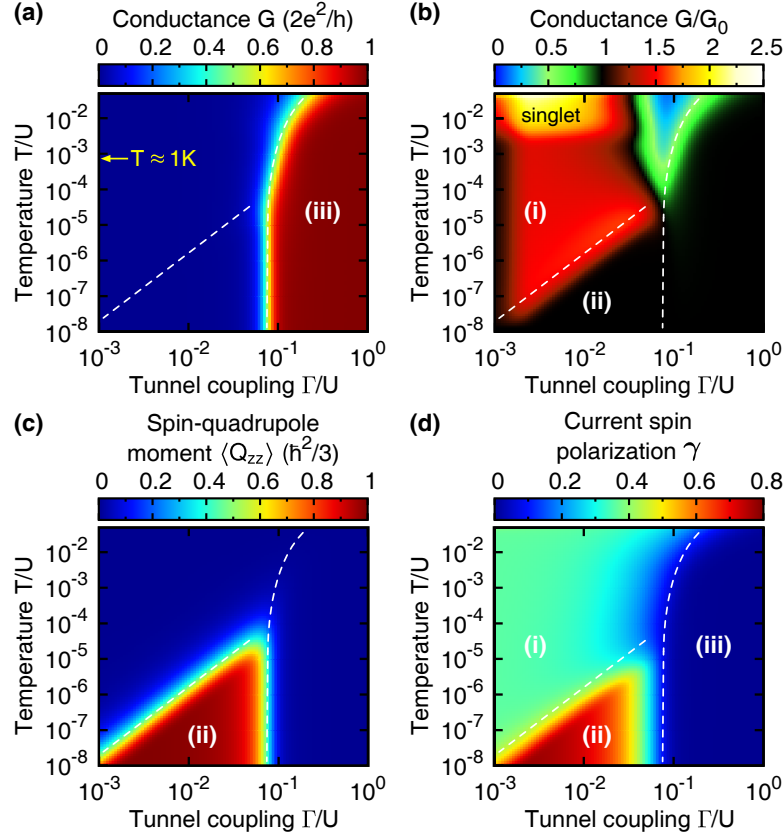 (a)
Conductance G (2e²/h)
0 0.2 0.4 0.6 0.8 1
Temperature T/U
10⁻²
10⁻³
10⁻⁴
10⁻⁵
10⁻⁶
10⁻⁷
10⁻⁸
T ≈ 1K
(iii)
10⁻³ 10⁻² 10⁻¹ 10⁰
Tunnel coupling Γ/U
(b)
Conductance G/G₀
0 0.5 1 1.5 2 2.5
Temperature T/U
10⁻²
10⁻³
10⁻⁴
10⁻⁵
10⁻⁶
10⁻⁷
10⁻⁸
singlet
(i)
(ii)
10⁻³ 10⁻² 10⁻¹ 10⁰
Tunnel coupling Γ/U
(c)
Spin-quadrupole
moment ⟨Q_zz⟩ (ħ²/3)
0 0.2 0.4 0.6 0.8 1
Temperature T/U
10⁻²
10⁻³
10⁻⁴
10⁻⁵
10⁻⁶
10⁻⁷
10⁻⁸
(ii)
10⁻³ 10⁻² 10⁻¹ 10⁰
Tunnel coupling Γ/U
(d)
Current spin
polarization γ
0 0.2 0.4 0.6 0.8
Temperature T/U
10⁻²
10⁻³
10⁻⁴
10⁻⁵
10⁻⁶
10⁻⁷
10⁻⁸
(i)
(iii)
(ii)
10⁻³ 10⁻² 10⁻¹ 10⁰
Tunnel coupling Γ/U